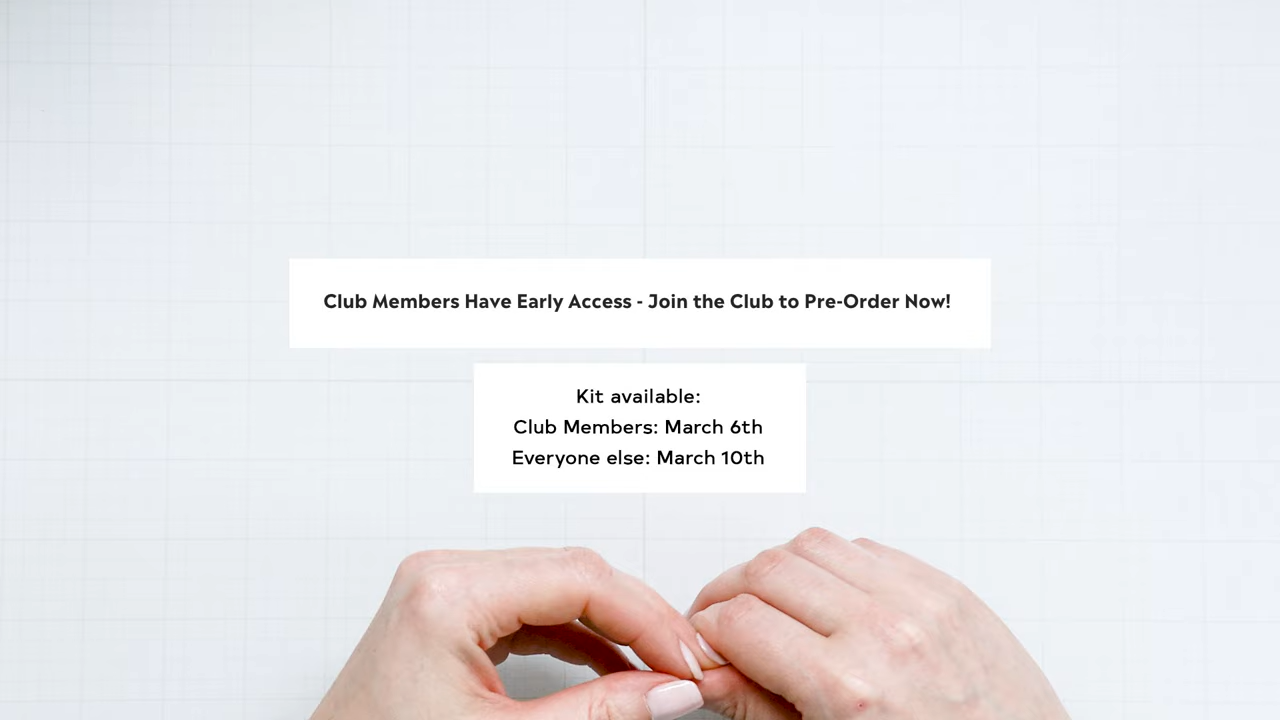 Club Members Have Early Access - Join the Club to Pre-Order Now!
Kit available:
Club Members: March 6th
Everyone else: March 10th